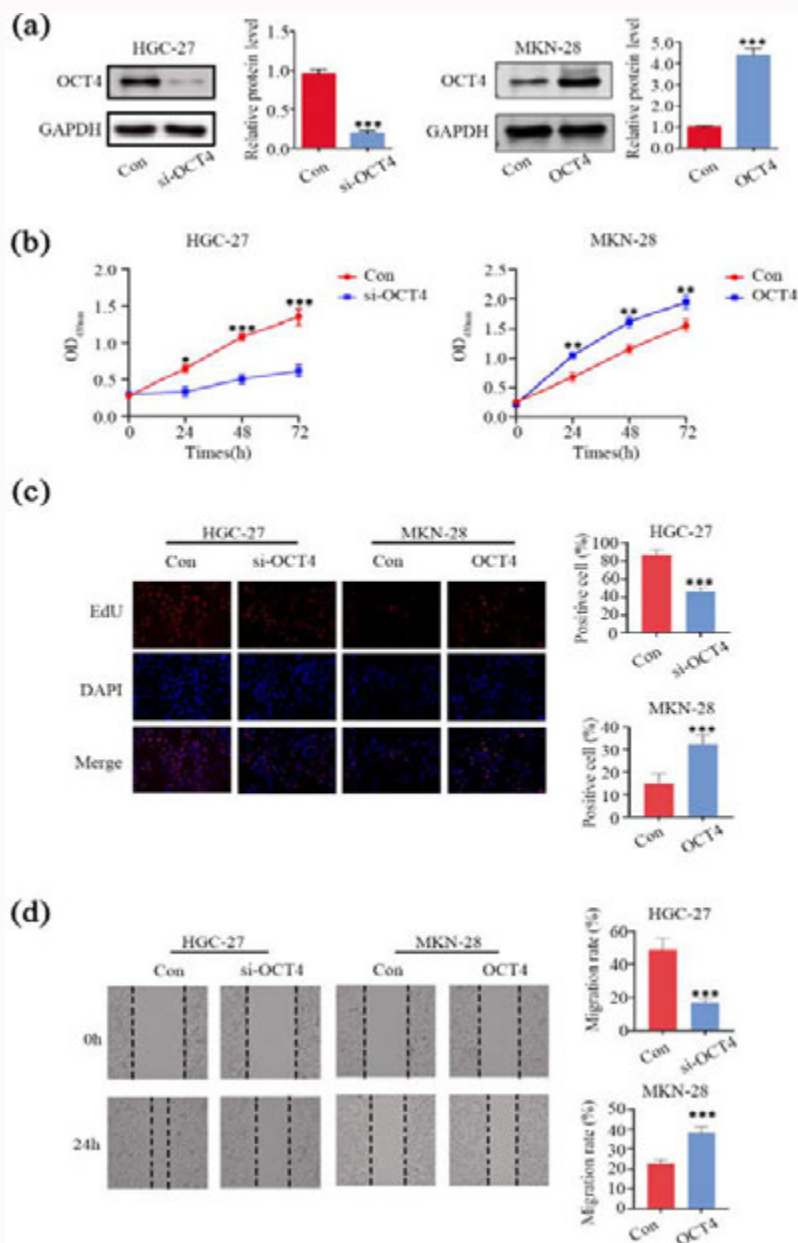 (a)
HGC-27
OCT4
GAPDH
Con
si-OCT4
Relative protein level
1.5
1.0
0.5
0.0
***
Con
si-OCT4
MKN-28
OCT4
GAPDH
Con
OCT4
Relative protein level
5.0
4.0
3.0
2.0
1.0
0.0
***
Con
OCT4
(b)
HGC-27
OD
2.0
1.5
1.0
0.5
0.0
*
***
***
0 24 48 72
Times(h)
Con
si-OCT4
MKN-28
OD
2.5
2.0
1.5
1.0
0.5
0.0
**
**
**
0 24 48 72
Times(h)
Con
OCT4
(c)
HGC-27 MKN-28
Con si-OCT4 Con OCT4
EdU
DAPI
Merge
HGC-27
Positive cell (%)
100
80
60
40
20
0
***
Con
si-OCT4
MKN-28
Positive cell (%)
40
30
20
10
0
***
Con
OCT4
(d)
HGC-27 MKN-28
Con si-OCT4 Con OCT4
0h
24h
HGC-27
Migration rate (%)
60
40
20
0
***
Con
si-OCT4
MKN-28
Migration rate (%)
50
40
30
20
10
0
***
Con
OCT4